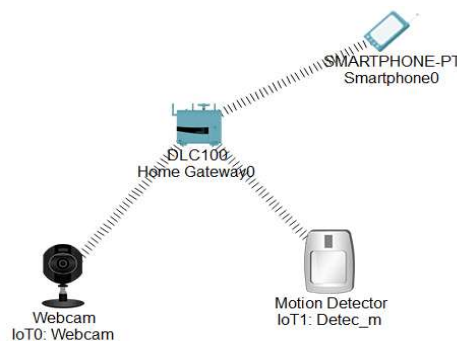 SMARTPHONE-PT
Smartphone0
DLC100
Home Gateway0
Webcam
IoT0: Webcam
Motion Detector
IoT1: Detec_m